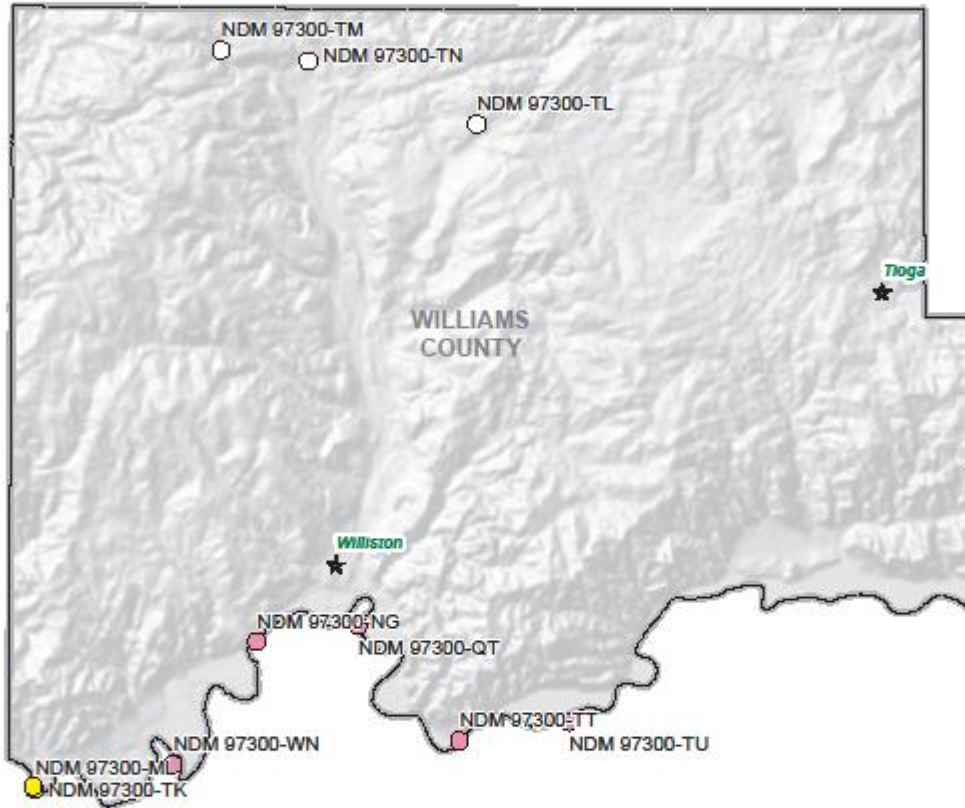 NDM 97300-TM
NDM 97300-TN
NDM 97300-TL
Tioga
WILLIAMS
COUNTY
Williston
NDM 97300-NG
NDM 97300-QT
NDM 97300-TT
NDM 97300-TU
NDM 97300-WN
NDM 97300-ML
NDM 97300-TK